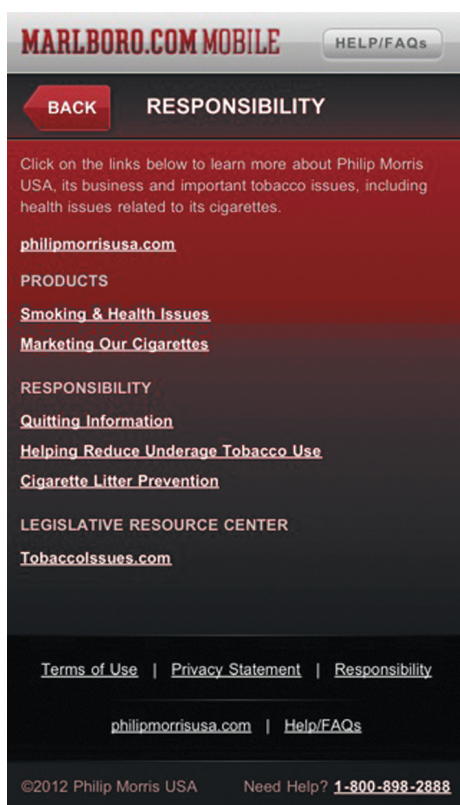 MARLBORO.COM MOBILE HELP/FAQs
BACK RESPONSIBILITY
Click on the links below to learn more about Philip Morris
USA, its business and important tobacco issues, including
health issues related to its cigarettes.
philipmorrisusa.com
PRODUCTS
Smoking & Health Issues
Marketing Our Cigarettes
RESPONSIBILITY
Quitting Information
Helping Reduce Underage Tobacco Use
Cigarette Litter Prevention
LEGISLATIVE RESOURCE CENTER
TobaccoIssues.com
Terms of Use | Privacy Statement | Responsibility
philipmorrisusa.com | Help/FAQs
©2012 Philip Morris USA Need Help? 1-800-898-2888